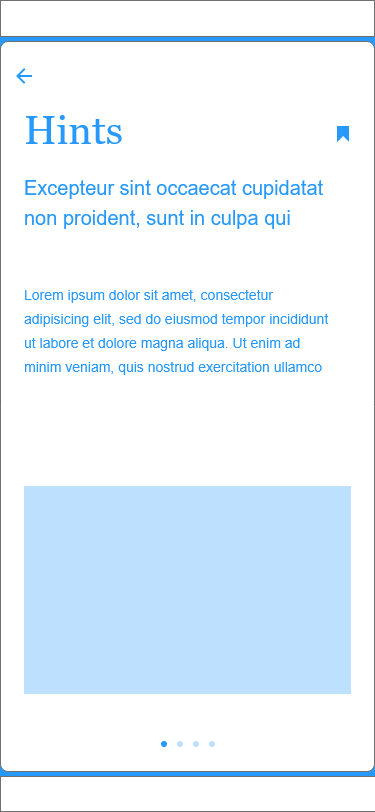 Hints
Excepteur sint occaecat cupidatat
non proident, sunt in culpa qui
Lorem ipsum dolor sit amet, consectetur
adipisicing elit, sed do eiusmod tempor incididunt
ut labore et dolore magna aliqua. Ut enim ad
minim veniam, quis nostrud exercitation ullamco